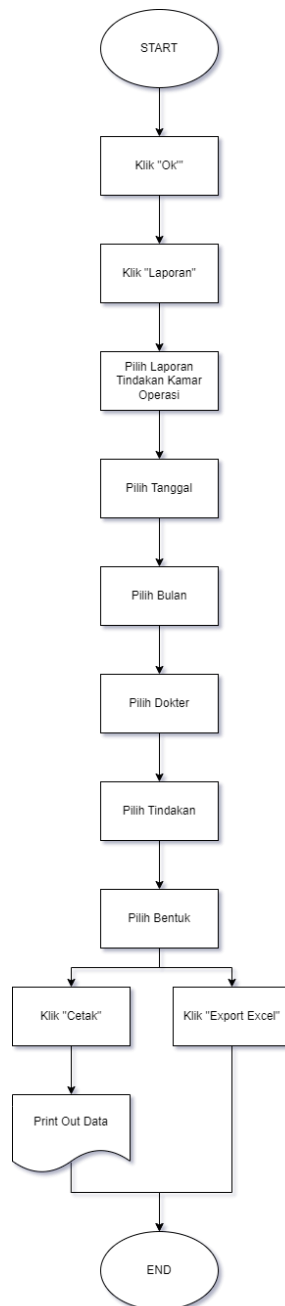 START
Klik "Ok"'
Klik "Laporan"
Pilih Laporan
Tindakan Kamar
Operasi
Pilih Tanggal
Pilih Bulan
Pilih Dokter
Pilih Tindakan
Pilih Bentuk
Klik "Cetak"
Klik "Export Excel"
Print Out Data
END